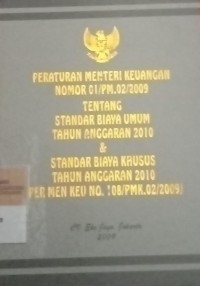 PERATURAN MENTERI KEUANGAN
NOMOR 01/PM.02/2009
TENTANG
STANDAR BIAYA UMUM
TAHUN ANGGARAN 2010
&
STANDAR BIAYA KHUSUS
TAHUN ANGGARAN 2010
(PER MEN KEU NO. 108/PMK.02/2009)
2009